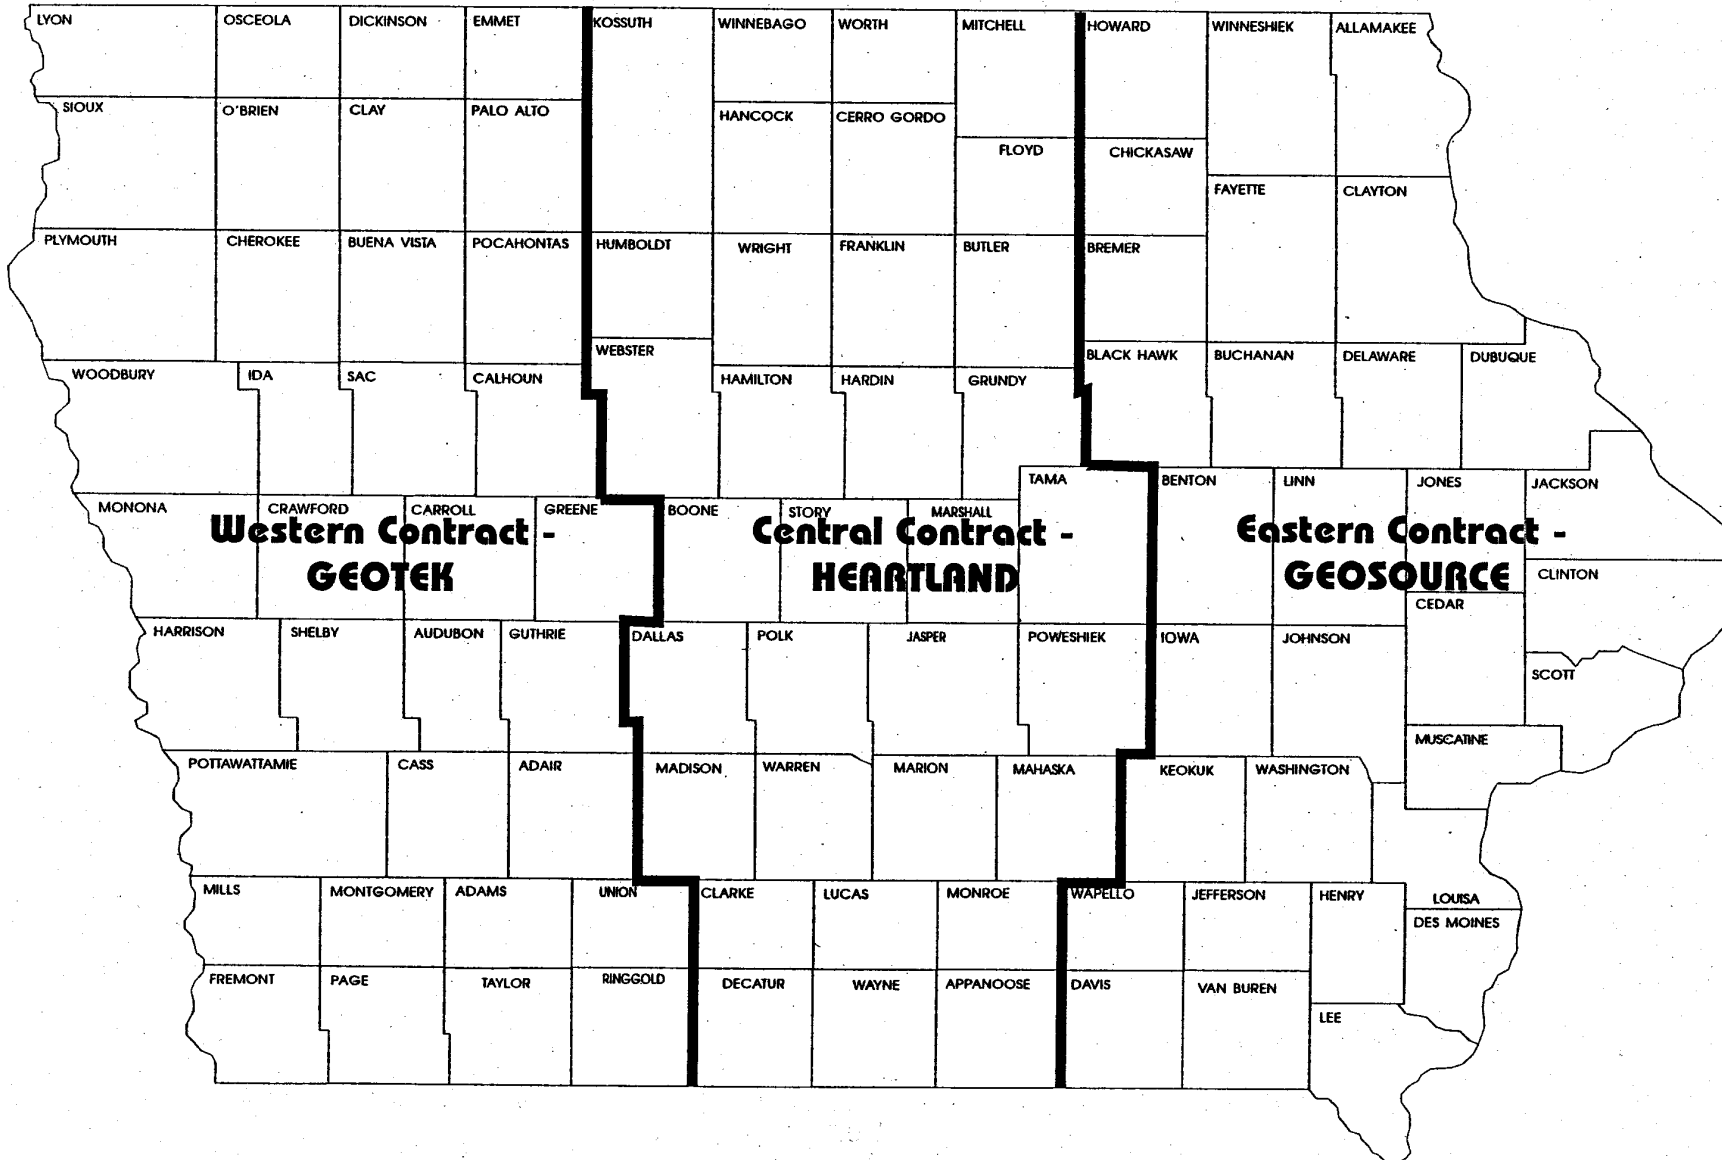 LYON
OSCEOLA
DICKINSON
EMMET
KOSSUTH
WINNEBAGO
WORTH
MITCHELL
HOWARD
WINNESHIEK
ALLAMAKEE
SIOUX
O'BRIEN
CLAY
PALO ALTO
HANCOCK
CERRO GORDO
FLOYD
CHICKASAW
FAYETTE
CLAYTON
PLYMOUTH
CHEROKEE
BUENA VISTA
POCAHONTAS
HUMBOLDT
WRIGHT
FRANKLIN
BUTLER
BREMER
WEBSTER
BLACK HAWK
BUCHANAN
DELAWARE
DUBUQUE
WOODBURY
IDA
SAC
CALHOUN
HAMILTON
HARDIN
GRUNDY
TAMA
BENTON
LINN
JONES
JACKSON
MONONA
CRAWFORD
CARROLL
GREENE
BOONE
STORY
MARSHALL
Western Contract -
GEOTEK
Central Contract -
HEARTLAND
Eastern Contract -
GEOSOURCE
CLINTON
CEDAR
HARRISON
SHELBY
AUDUBON
GUTHRIE
DALLAS
POLK
JASPER
POWESHIEK
IOWA
JOHNSON
SCOTT
MUSCATINE
POTTAWATTAMIE
CASS
ADAIR
MADISON
WARREN
MARION
MAHASKA
KEOKUK
WASHINGTON
MILLS
MONTGOMERY
ADAMS
UNION
CLARKE
LUCAS
MONROE
WAPELLO
JEFFERSON
HENRY
LOUISA
DES MOINES
FREMONT
PAGE
TAYLOR
RINGGOLD
DECATUR
WAYNE
APPANOOSE
DAVIS
VAN BUREN
LEE